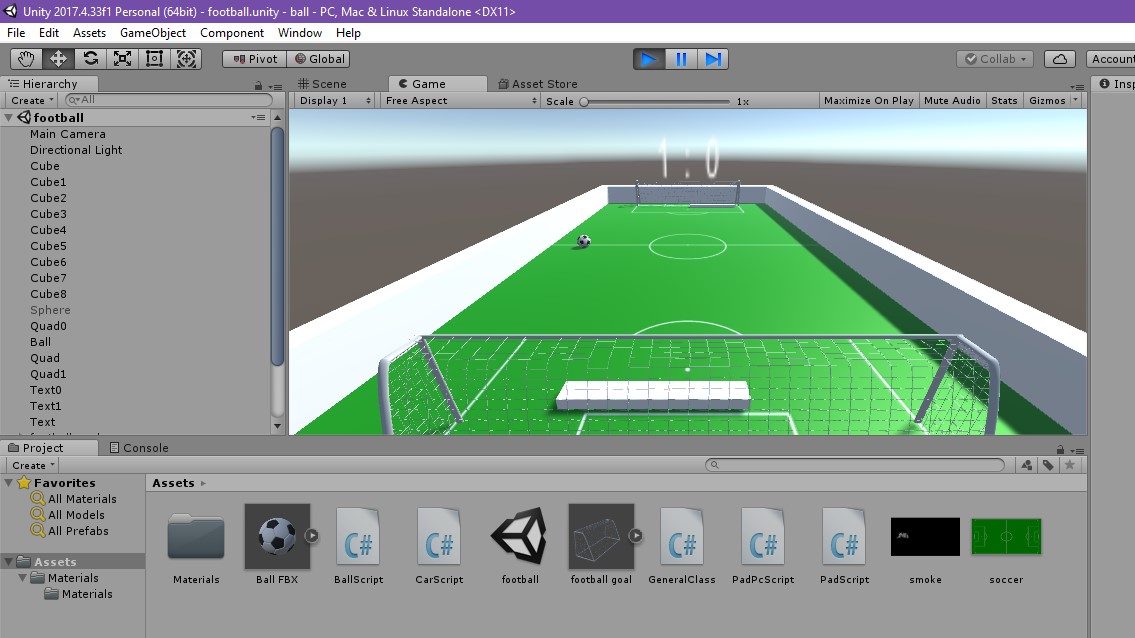 Unity 2017.4.33f1 Personal (64bit) - football.unity - ball - PC, Mac & Linux Standalone <DX11>
File Edit Assets GameObject Component Window Help
Pivot Global Collab Account
Hierarchy Scene Game Asset Store Insp
Create All Display 1 Free Aspect Scale 1x Maximize On Play Mute Audio Stats Gizmos
football
Main Camera
Directional Light
Cube
Cube1
Cube2
Cube3
Cube4
Cube5
Cube6
Cube7
Cube8
Sphere
Quad0
Ball
Quad
Quad1
Text0
Text1
Text
1 : 0
Project Console
Create
Favorites
All Materials
All Models
All Prefabs
Assets
Materials
Materials
Assets
Materials Ball FBX BallScript CarScript football football goal GeneralClass PadPcScript PadScript smoke soccer
C# C# C# C# C#